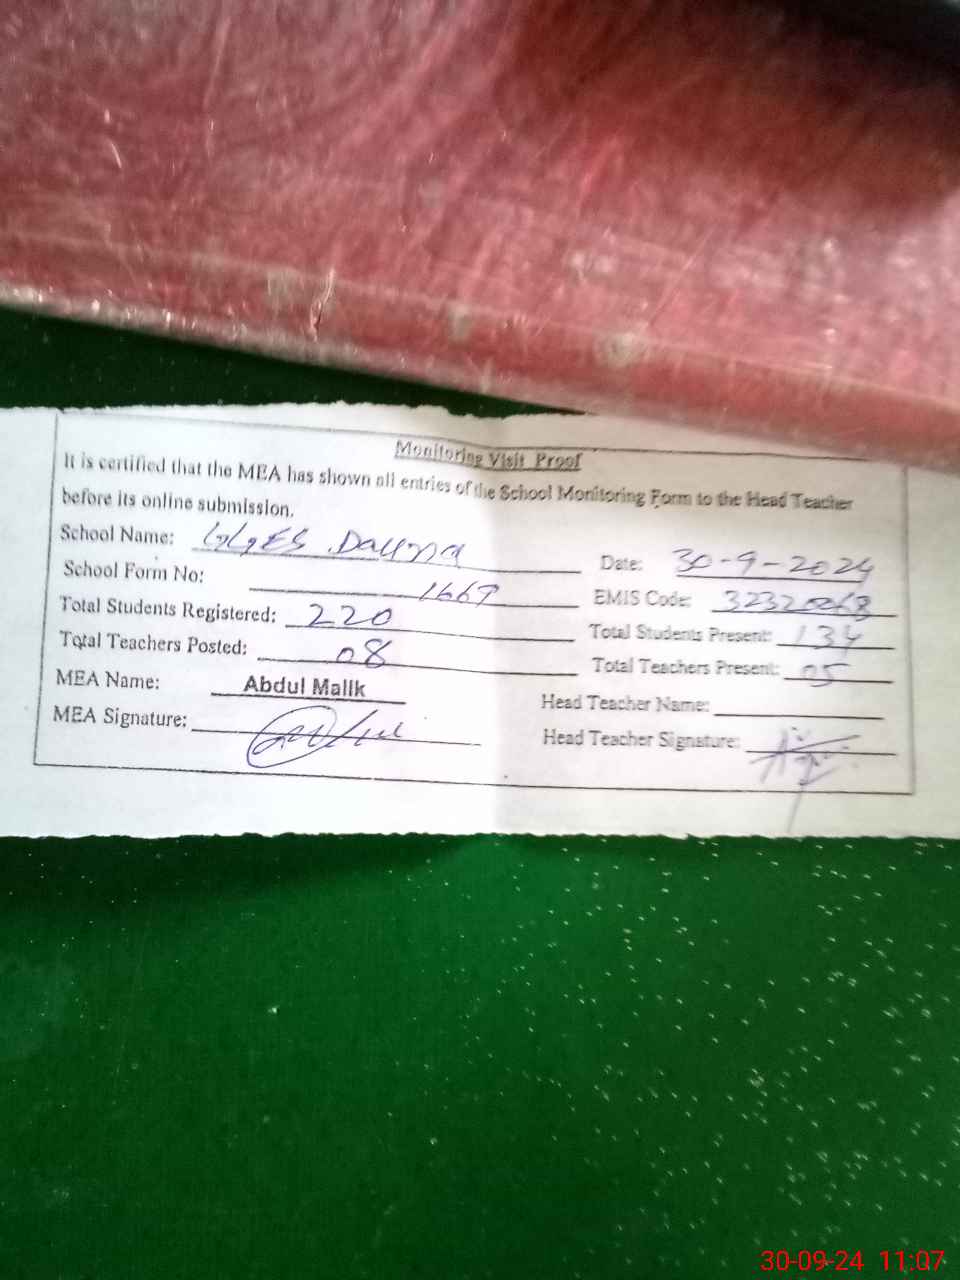 Monitoring Visit Proof
It is certified that the MEA has shown all entries of the School Monitoring Form to the Head Teacher
before its online submission.
School Name: GGES Date: 30-9-2024
School Form No: 1667 EMIS Code: 32320268
Total Students Registered: 220 Total Students Present: 134
Total Teachers Posted: 08 Total Teachers Present: 05
MEA Name: Abdul Malik Head Teacher Name:
MEA Signature: Head Teacher Signature:
30-09-24 11:07